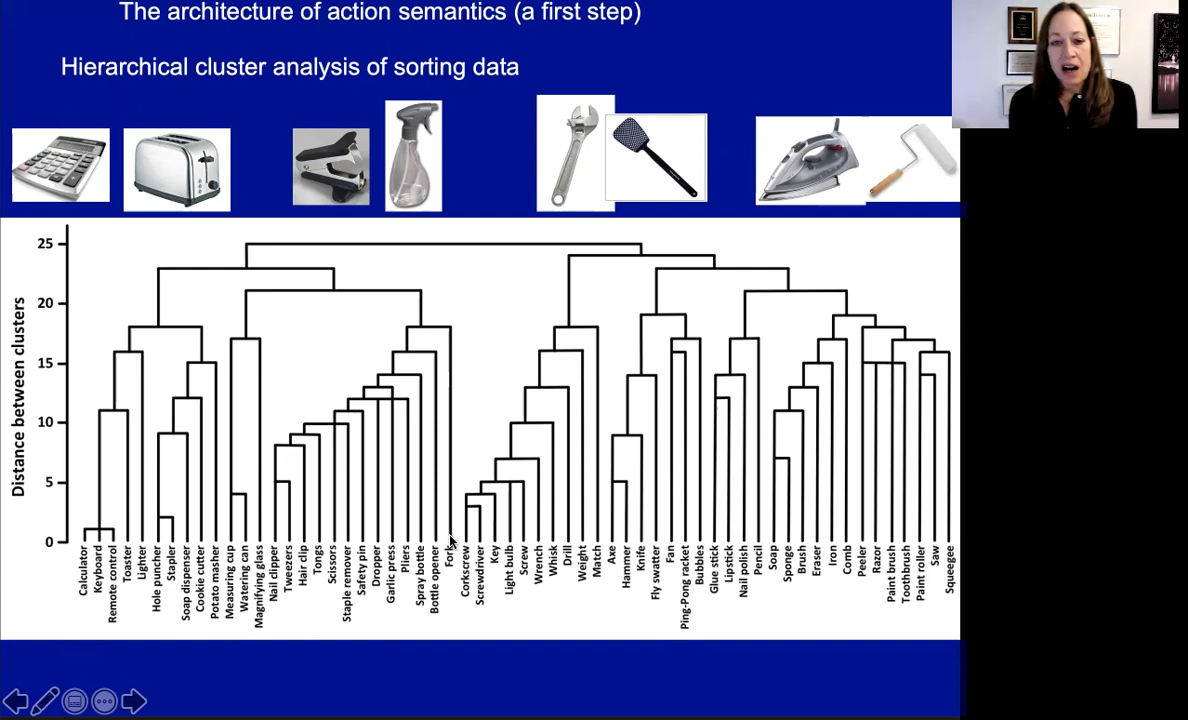 The architecture of action semantics (a first step)
Hierarchical cluster analysis of sorting data
Distance between clusters
25
20
15
10
5
0
Calculator
Keyboard
Remote control
Toaster
Lighter
Hole puncher
Stapler
Soap dispenser
Cookie cutter
Potato masher
Measuring cup
Watering can
Magnifying glass
Nail clipper
Tweezers
Hair clip
Tongs
Scissors
Staple remover
Safety pin
Dropper
Garlic press
Pliers
Spray bottle
Bottle opener
Fork
Corkscrew
Screwdriver
Key
Light bulb
Screw
Wrench
Whisk
Drill
Weight
Match
Axe
Hammer
Knife
Fly swatter
Fan
Ping-Pong racket
Bubbles
Glue stick
Lipstick
Nail polish
Pencil
Soap
Sponge
Brush
Eraser
Iron
Comb
Peeler
Razor
Paint brush
Toothbrush
Paint roller
Saw
Squeegee